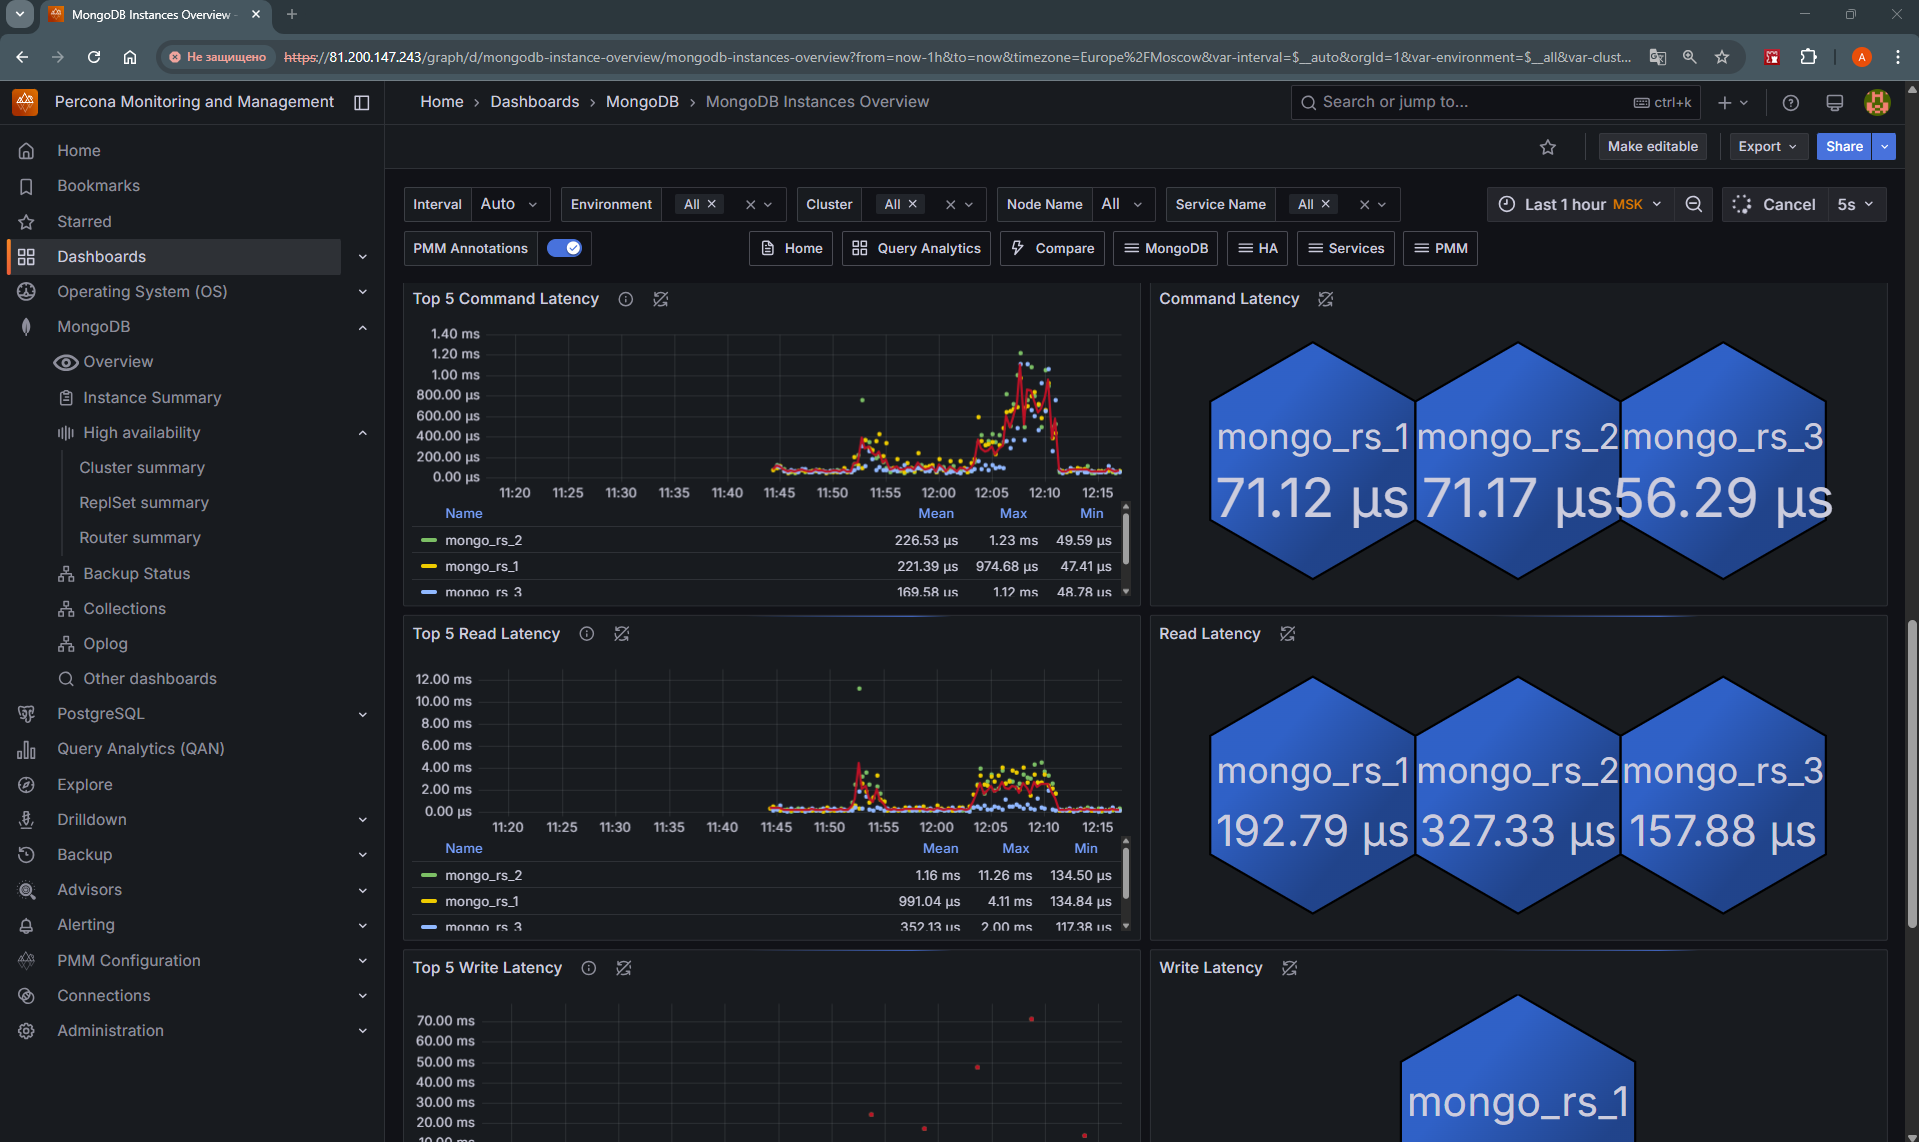 MongoDB Instances Overview -
Не защищено
https://81.200.147.243/graph/d/mongodb-instance-overview/mongodb-instances-overview?from=now-1h&to=now&timezone=Europe%2FMoscow&var-interval=$__auto&orgId=1&var-environment=$__all&var-clust...
A
Percona Monitoring and Management
Home › Dashboards › MongoDB › MongoDB Instances Overview
Search or jump to...
ctrl+k
Make editable
Export
Share
Home
Bookmarks
Starred
Dashboards
Operating System (OS)
MongoDB
Overview
Instance Summary
High availability
Cluster summary
ReplSet summary
Router summary
Backup Status
Collections
Oplog
Other dashboards
PostgreSQL
Query Analytics (QAN)
Explore
Drilldown
Backup
Advisors
Alerting
PMM Configuration
Connections
Administration
Interval Auto
Environment All
Cluster All
Node Name All
Service Name All
Last 1 hour MSK
Cancel
5s
PMM Annotations
Home
Query Analytics
Compare
MongoDB
HA
Services
PMM
Top 5 Command Latency
1.40 ms
1.20 ms
1.00 ms
800.00 µs
600.00 µs
400.00 µs
200.00 µs
0.00 µs
11:20 11:25 11:30 11:35 11:40 11:45 11:50 11:55 12:00 12:05 12:10 12:15
Name Mean Max Min
mongo_rs_2 226.53 µs 1.23 ms 49.59 µs
mongo_rs_1 221.39 µs 974.68 µs 47.41 µs
mongo_rs_3 169.58 µs 1.12 ms 48.78 µs
Command Latency
mongo_rs_1 mongo_rs_2 mongo_rs_3
71.12 µs 71.17 µs 56.29 µs
Top 5 Read Latency
12.00 ms
10.00 ms
8.00 ms
6.00 ms
4.00 ms
2.00 ms
0.00 µs
11:20 11:25 11:30 11:35 11:40 11:45 11:50 11:55 12:00 12:05 12:10 12:15
Name Mean Max Min
mongo_rs_2 1.16 ms 11.26 ms 134.50 µs
mongo_rs_1 991.04 µs 4.11 ms 134.84 µs
mongo_rs_3 352.13 µs 2.00 ms 117.38 µs
Read Latency
mongo_rs_1 mongo_rs_2 mongo_rs_3
192.79 µs 327.33 µs 157.88 µs
Top 5 Write Latency
70.00 ms
60.00 ms
50.00 ms
40.00 ms
30.00 ms
20.00 ms
10.00 ms
Write Latency
mongo_rs_1